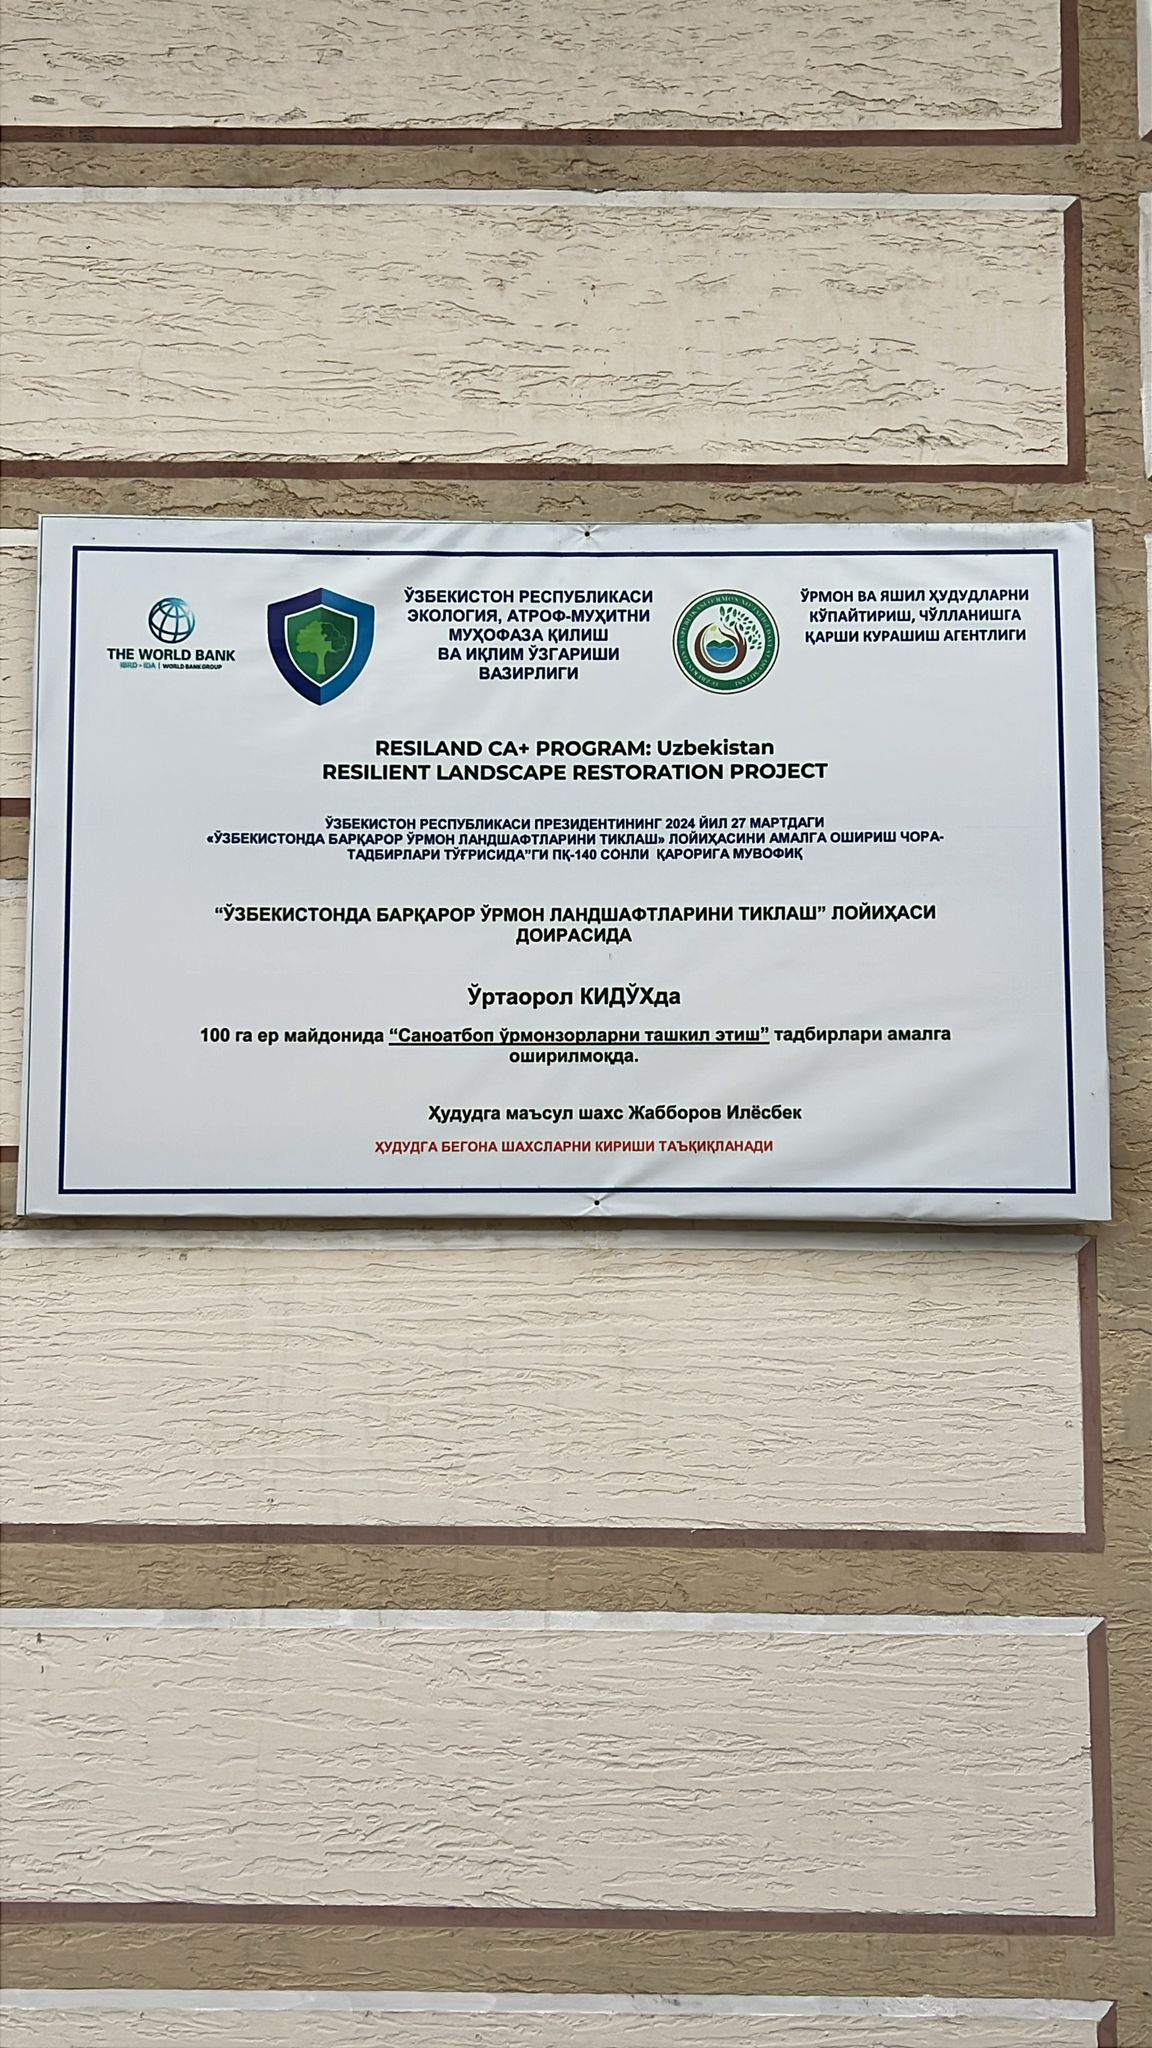 THE WORLD BANK
IBRD • IDA | WORLD BANK GROUP
ЎЗБЕКИСТОН РЕСПУБЛИКАСИ
ЭКОЛОГИЯ, АТРОФ-МУҲИТНИ
МУҲОФАЗА ҚИЛИШ
ВА ИҚЛИМ ЎЗГАРИШИ
ВАЗИРЛИГИ
ЎРМОН ВА ЯШИЛ ҲУДУДЛАРНИ
КЎПАЙТИРИШ, ЧЎЛЛАНИШГА
ҚАРШИ КУРАШИШ АГЕНТЛИГИ
RESILAND CA+ PROGRAM: Uzbekistan
RESILIENT LANDSCAPE RESTORATION PROJECT
ЎЗБЕКИСТОН РЕСПУБЛИКАСИ ПРЕЗИДЕНТИНИНГ 2024 ЙИЛ 27 МАРТДАГИ
«ЎЗБЕКИСТОНДА БАРҚАРОР ЎРМОН ЛАНДШАФТЛАРИНИ ТИКЛАШ» ЛОЙИҲАСИНИ АМАЛГА ОШИРИШ ЧОРА-
ТАДБИРЛАРИ ТЎҒРИСИДА"ГИ ПҚ-140 СОНЛИ ҚАРОРИГА МУВОФИҚ
“ЎЗБЕКИСТОНДА БАРҚАРОР ЎРМОН ЛАНДШАФТЛАРИНИ ТИКЛАШ” ЛОЙИҲАСИ
ДОИРАСИДА
Ўртаорол КИДЎХда
100 га ер майдонида “Саноатбоп ўрмонзорларни ташкил этиш” тадбирлари амалга
оширилмоқда.
Ҳудудга маъсул шахс Жабборов Илёсбек
ҲУДУДГА БЕГОНА ШАХСЛАРНИ КИРИШИ ТАЪҚИҚЛАНАДИ